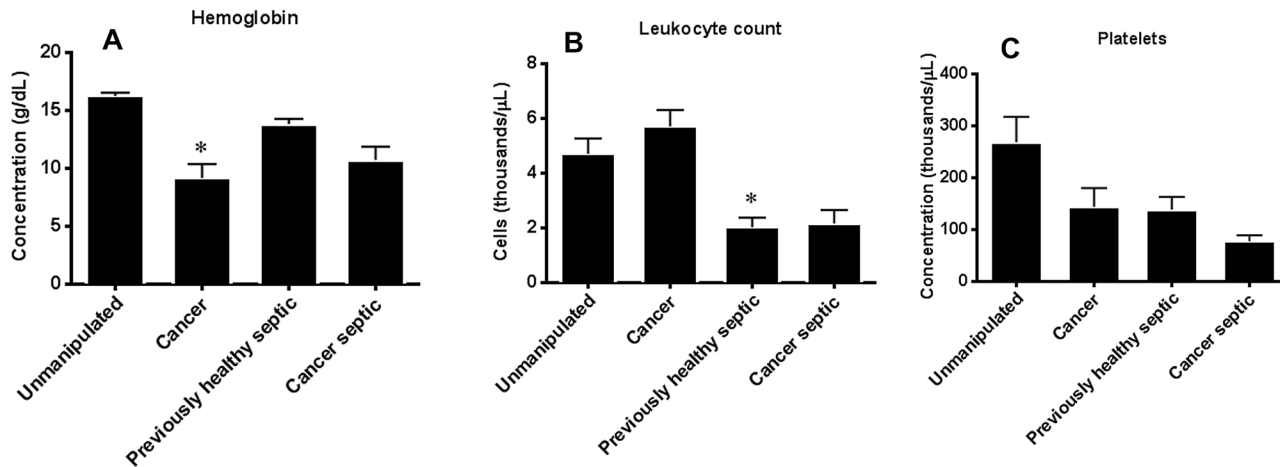 Hemoglobin
A
Concentration (g/dL)
20
15
10
5
0
*
Unmanipulated
Cancer
Previously healthy septic
Cancer septic
Leukocyte count
B
Cells (thousands/µL)
8
6
4
2
0
*
Unmanipulated
Cancer
Previously healthy septic
Cancer septic
Platelets
C
Concentration (thousands/µL)
400
300
200
100
0
Unmanipulated
Cancer
Previously healthy septic
Cancer septic